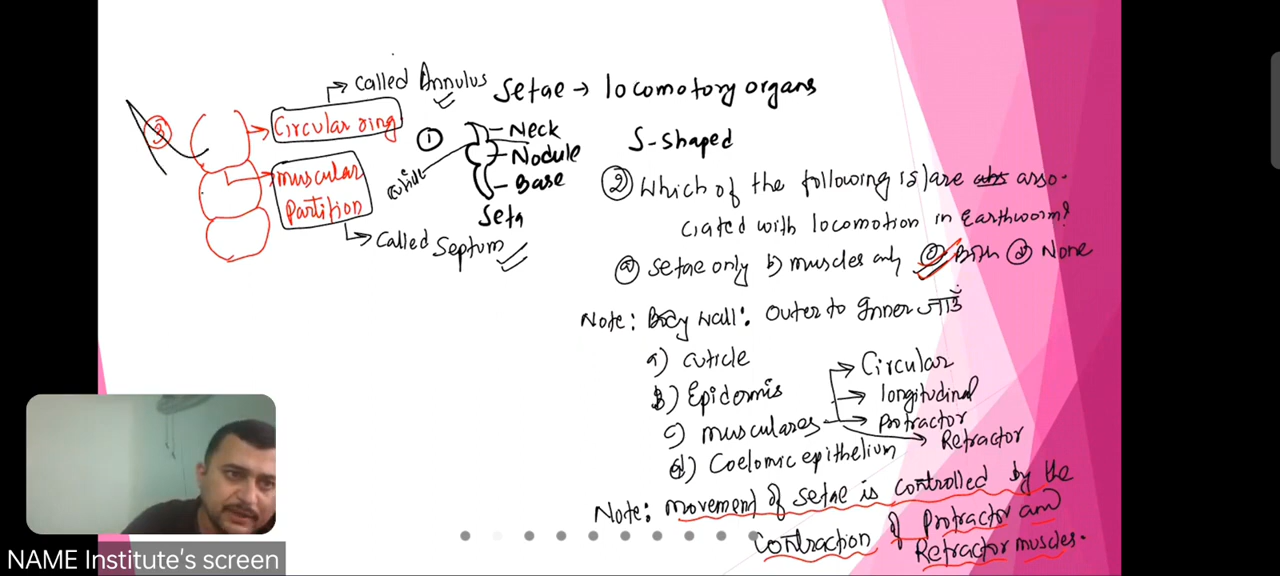 ③
called Annulus
Circular ring
muscular
Partition
called Septum
①
Neck
Nodule
Base
Seta
Setae → locomotory organs
S-shaped
② Which of the following is/are asso-
ciated with locomotion in Earthworm?
ⓐ Setae only b) muscles only ⓒ Both ⓓ None
Note: Body wall: Outer to Inner
a) cuticle
b) Epidermis
c) musculares
→ Circular
→ longitudinal
→ Protractor
→ Retractor
d) Coelomic epithelium
Note: movement of setae is controlled by the
contraction of Protractor and
Retractor muscles.
NAME Institute's screen